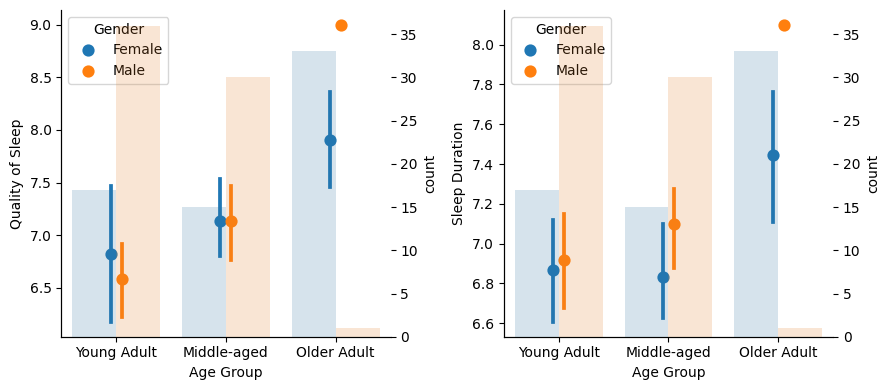 Quality of Sleep
9.0
8.5
8.0
7.5
7.0
6.5
Gender
Female
Male
35
30
25
20
15
10
5
0
count
Young Adult
Middle-aged
Older Adult
Age Group
Sleep Duration
8.0
7.8
7.6
7.4
7.2
7.0
6.8
6.6
Gender
Female
Male
35
30
25
20
15
10
5
0
count
Young Adult
Middle-aged
Older Adult
Age Group